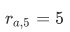 r_{a,5} = 5